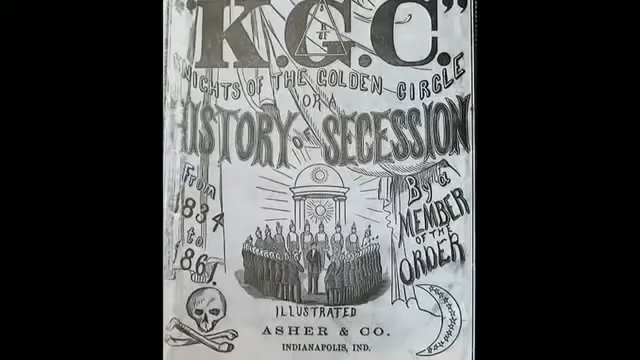 "K.G.C."
KNIGHTS OF THE GOLDEN CIRCLE
OR A
HISTORY OF SECESSION
From
1834
to
1861.
By a
MEMBER
OF THE
ORDER
ILLUSTRATED
ASHER & CO.
INDIANAPOLIS, IND.